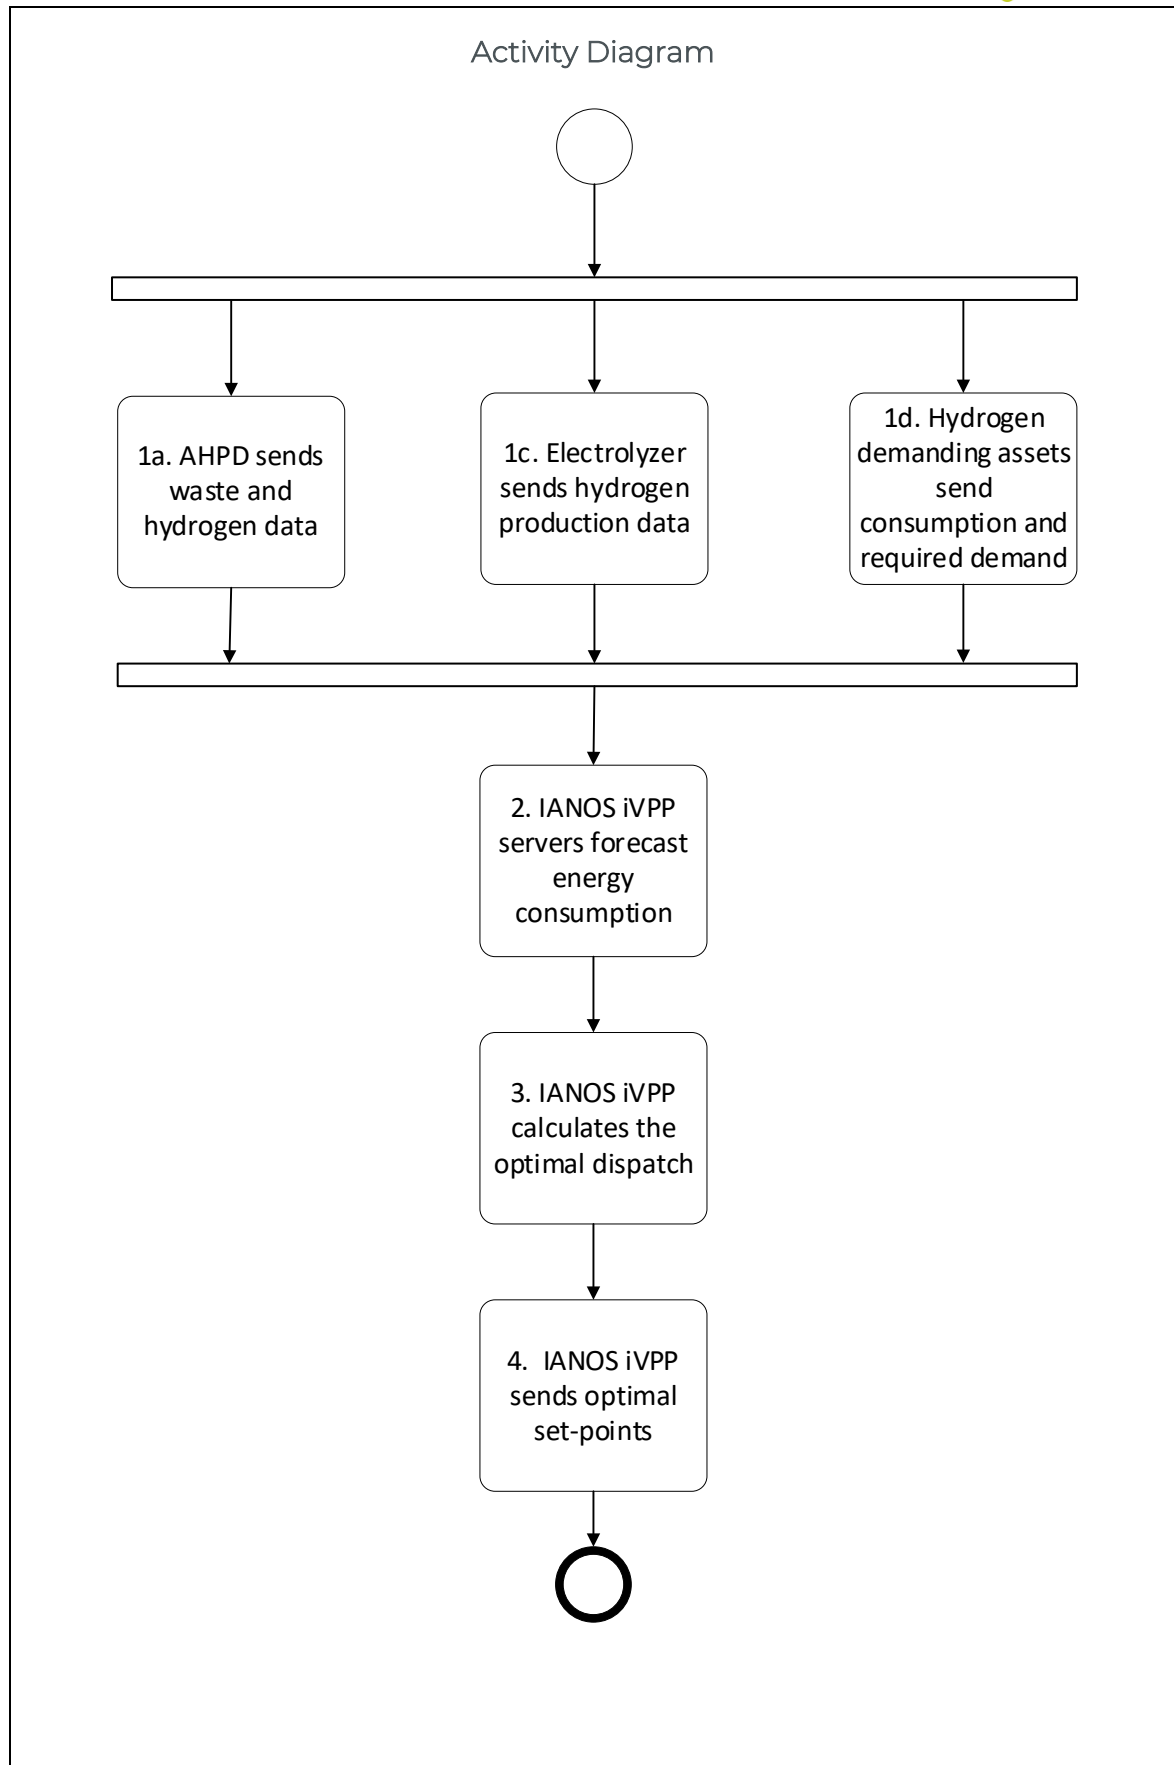 Activity Diagram
1a. AHPD sends
waste and
hydrogen data
1c. Electrolyzer
sends hydrogen
production data
1d. Hydrogen
demanding assets
send
consumption and
required demand
2. IANOS iVPP
servers forecast
energy
consumption
3. IANOS iVPP
calculates the
optimal dispatch
4. IANOS iVPP
sends optimal
set-points